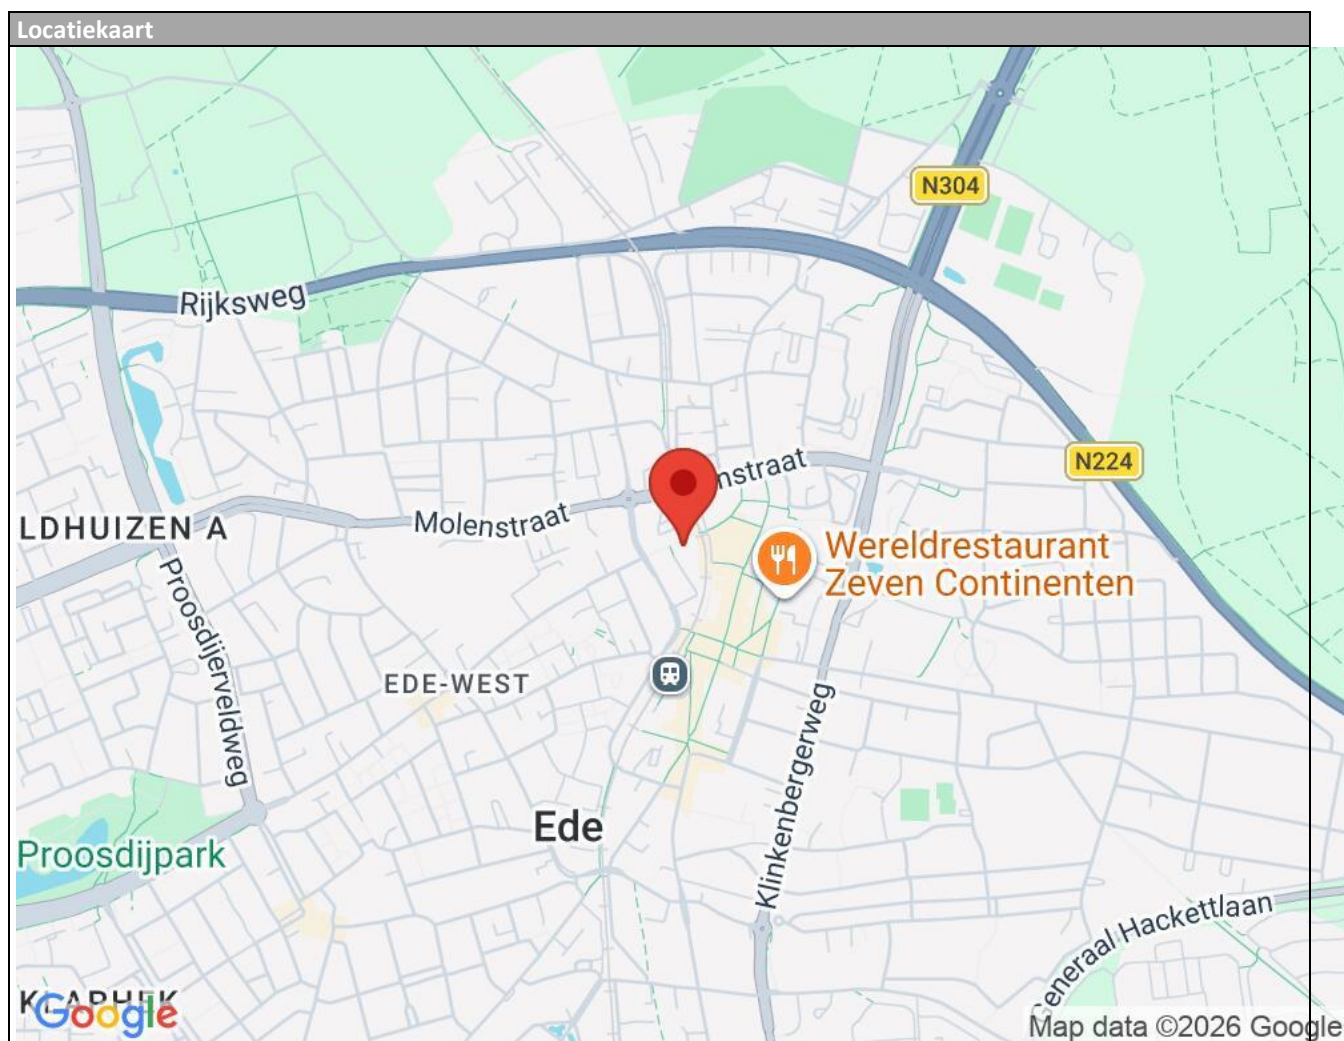 Locatiekaart
N304
Rijksweg
N224
nstraat
Molenstraat
LDHUIZEN A
Wereldrestaurant
Zeven Continenten
Proosdijerveldweg
EDE-WEST
Klinkenbergerweg
Ede
Proosdijpark
Generaal Hackettlaan
Google
Map data ©2026 Google